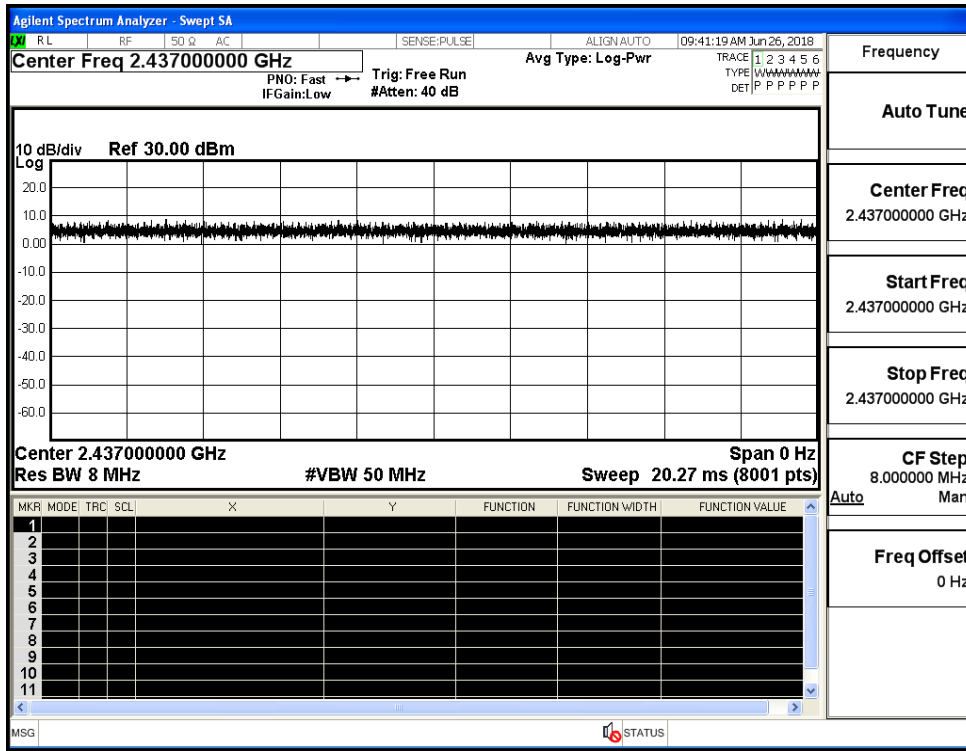 Agilent Spectrum Analyzer - Swept SA
LXI RL RF 50 Ω AC SENSE:PULSE ALIGN AUTO 09:41:19 AM Jun 26, 2018
Center Freq 2.437000000 GHz
PNO: Fast
IFGain:Low
Trig: Free Run
#Atten: 40 dB
Avg Type: Log-Pwr
TRACE 1 2 3 4 5 6
TYPE
DET P P P P P P
10 dB/div Ref 30.00 dBm
Log
20.0
10.0
0.00
-10.0
-20.0
-30.0
-40.0
-50.0
-60.0
Center 2.437000000 GHz Span 0 Hz
Res BW 8 MHz #VBW 50 MHz Sweep 20.27 ms (8001 pts)
MKR MODE TRC SCL X Y FUNCTION FUNCTION WIDTH FUNCTION VALUE
1
2
3
4
5
6
7
8
9
10
11
MSG STATUS
Frequency
Auto Tune
Center Freq
2.437000000 GHz
Start Freq
2.437000000 GHz
Stop Freq
2.437000000 GHz
CF Step
8.000000 MHz
Auto Man
Freq Offset
0 Hz